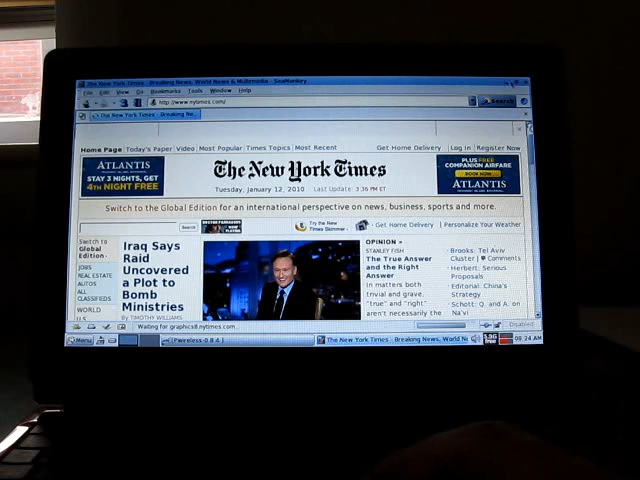 The New York Times - Breaking News, World News & Multimedia - SeaMonkey
File Edit View Go Bookmarks Tools Window Help
http://www.nytimes.com/ Search
The New York Times - Breaking Ne...
Home Page Today's Paper Video Most Popular Times Topics Most Recent
Get Home Delivery Log In Register Now
ATLANTIS
STAY 3 NIGHTS, GET
4TH NIGHT FREE
The New York Times
Tuesday, January 12, 2010 Last Update: 3:36 PM ET
PLUS FREE
COMPANION AIRFARE
BOOK NOW
ATLANTIS
Switch to the Global Edition for an international perspective on news, business, sports and more.
Search
Try the New
Times Skimmer
Get Home Delivery Personalize Your Weather
Switch to
Global
Edition
JOBS
REAL ESTATE
AUTOS
ALL
CLASSIFIEDS
WORLD
U.S.
Iraq Says
Raid
Uncovered
a Plot to
Bomb
Ministries
By TIMOTHY WILLIAMS
OPINION »
STANLEY FISH
The True Answer
and the Right
Answer
In matters both
trivial and grave,
"true" and "right"
aren't necessarily the
Brooks: Tel Aviv
Cluster Comments
Herbert: Serious
Proposals
Editorial: China's
Strategy
Schott: Q. and A. on
Na'vi
Waiting for graphics8.nytimes.com...
Disabled
Menu
Pwireless-0.8.4
The New York Times - Breaking News, World N
free
08:24 AM